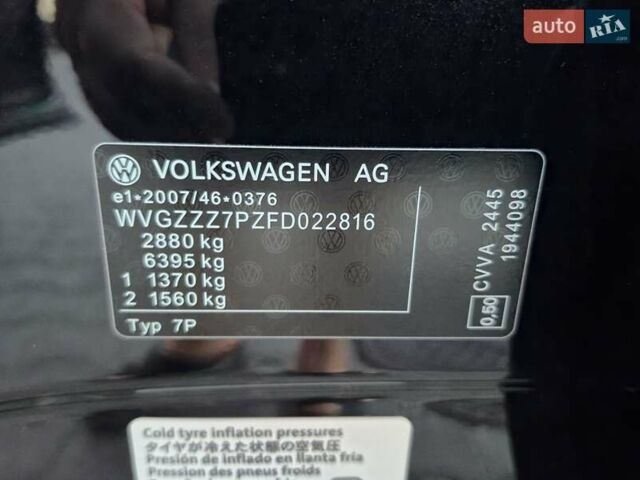 auto RIA
.com
VOLKSWAGEN AG
e1*2007/46*0376
WVGZZZ7PZFD022816
2880 kg
6395 kg
1 1370 kg
2 1560 kg
Typ 7P
CVVA 2445
1944098
0,50
Cold tyre inflation pressures
タイヤが冷えた状態の空気圧
Presión de inflado en llanta fría
Pression des pneus froids